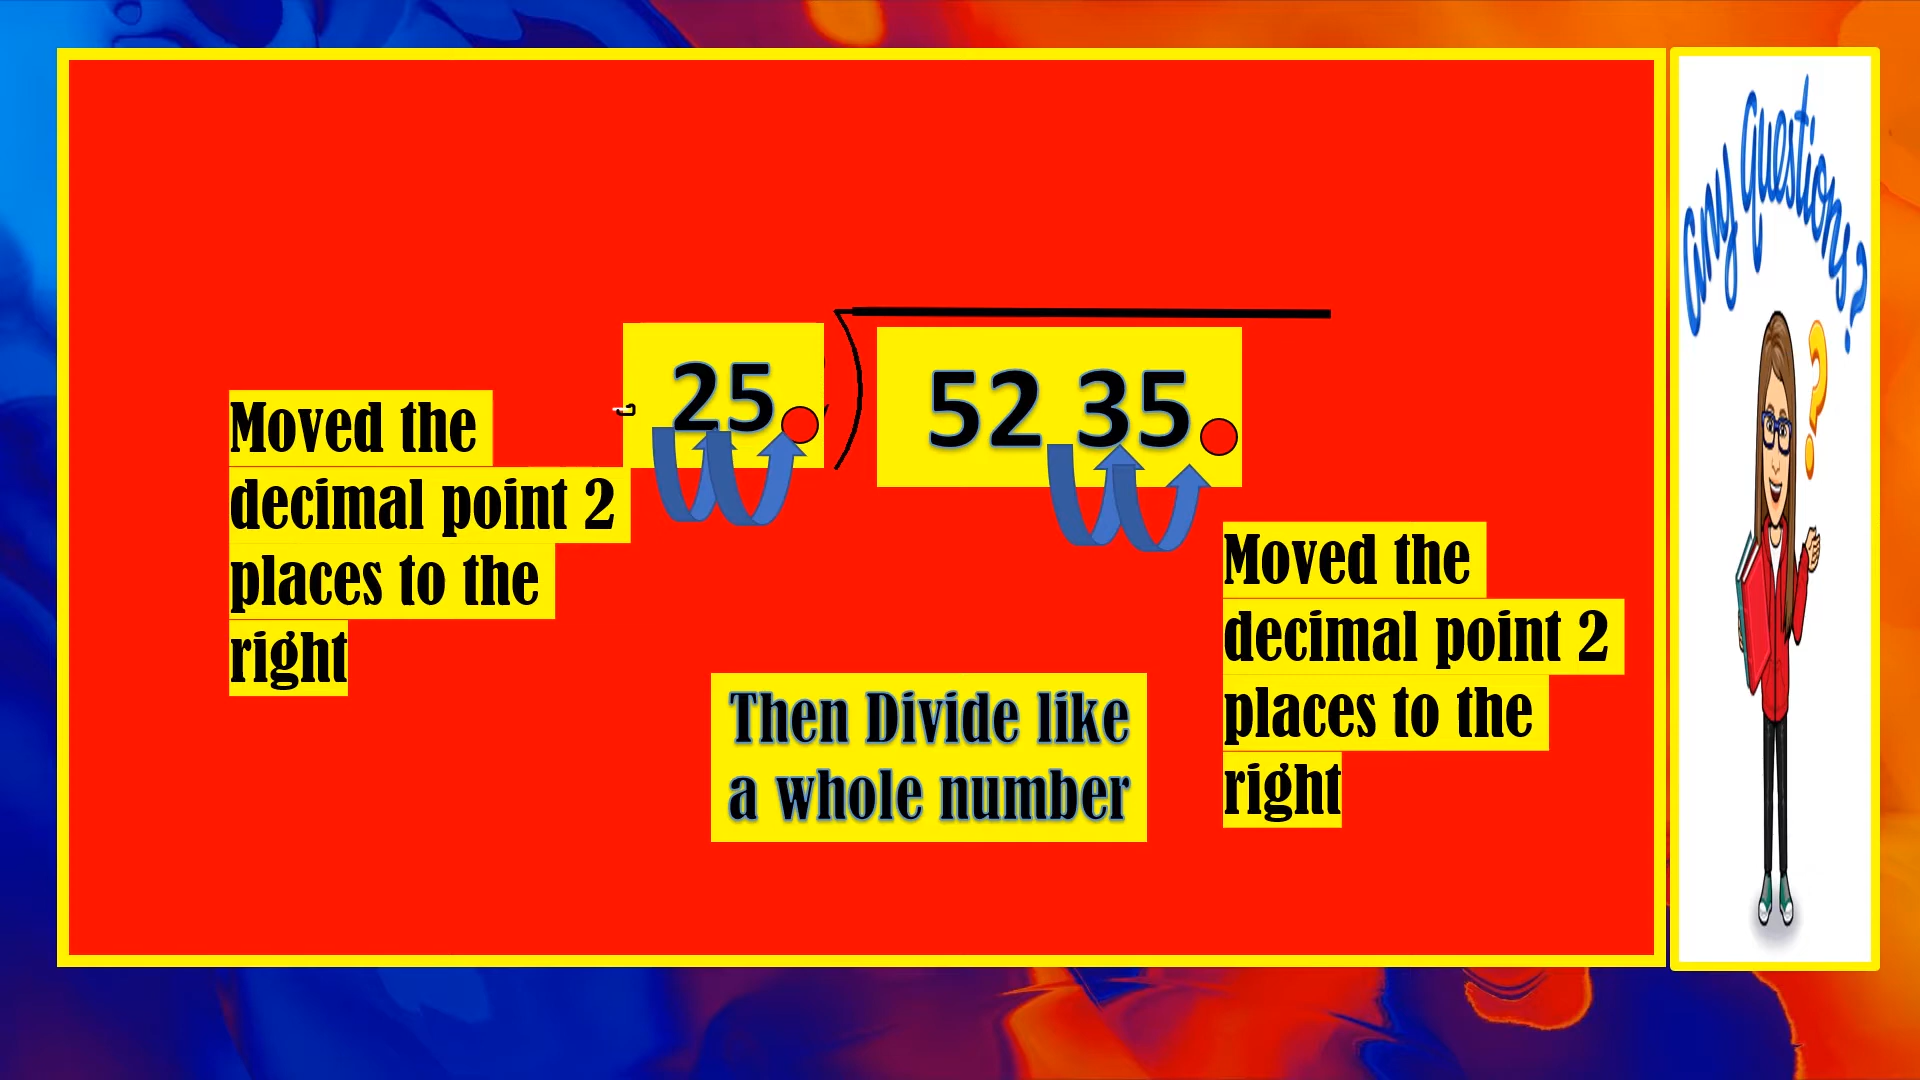 25.
52 35.
Moved the
decimal point 2
places to the
right
Moved the
decimal point 2
places to the
right
Then Divide like
a whole number
any questions?
?